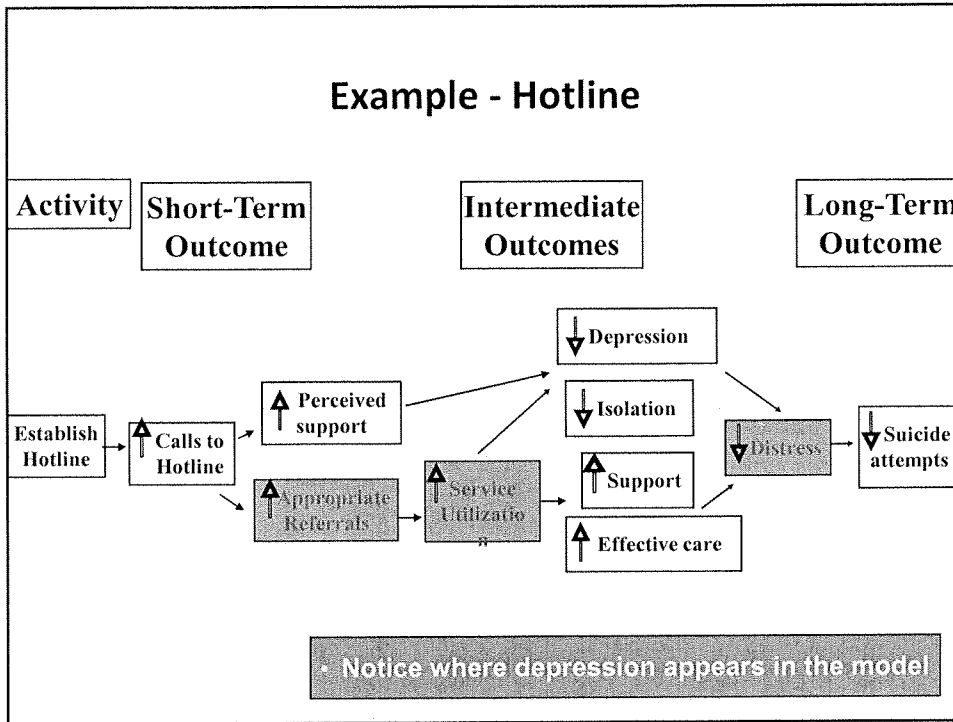 Example - Hotline
Activity
Short-Term
Outcome
Intermediate
Outcomes
Long-Term
Outcome
Establish
Hotline
Calls to
Hotline
Perceived
support
Appropriate
Referrals
Service
Utilizatio
n
Depression
Isolation
Support
Effective care
Distress
Suicide
attempts
• Notice where depression appears in the model